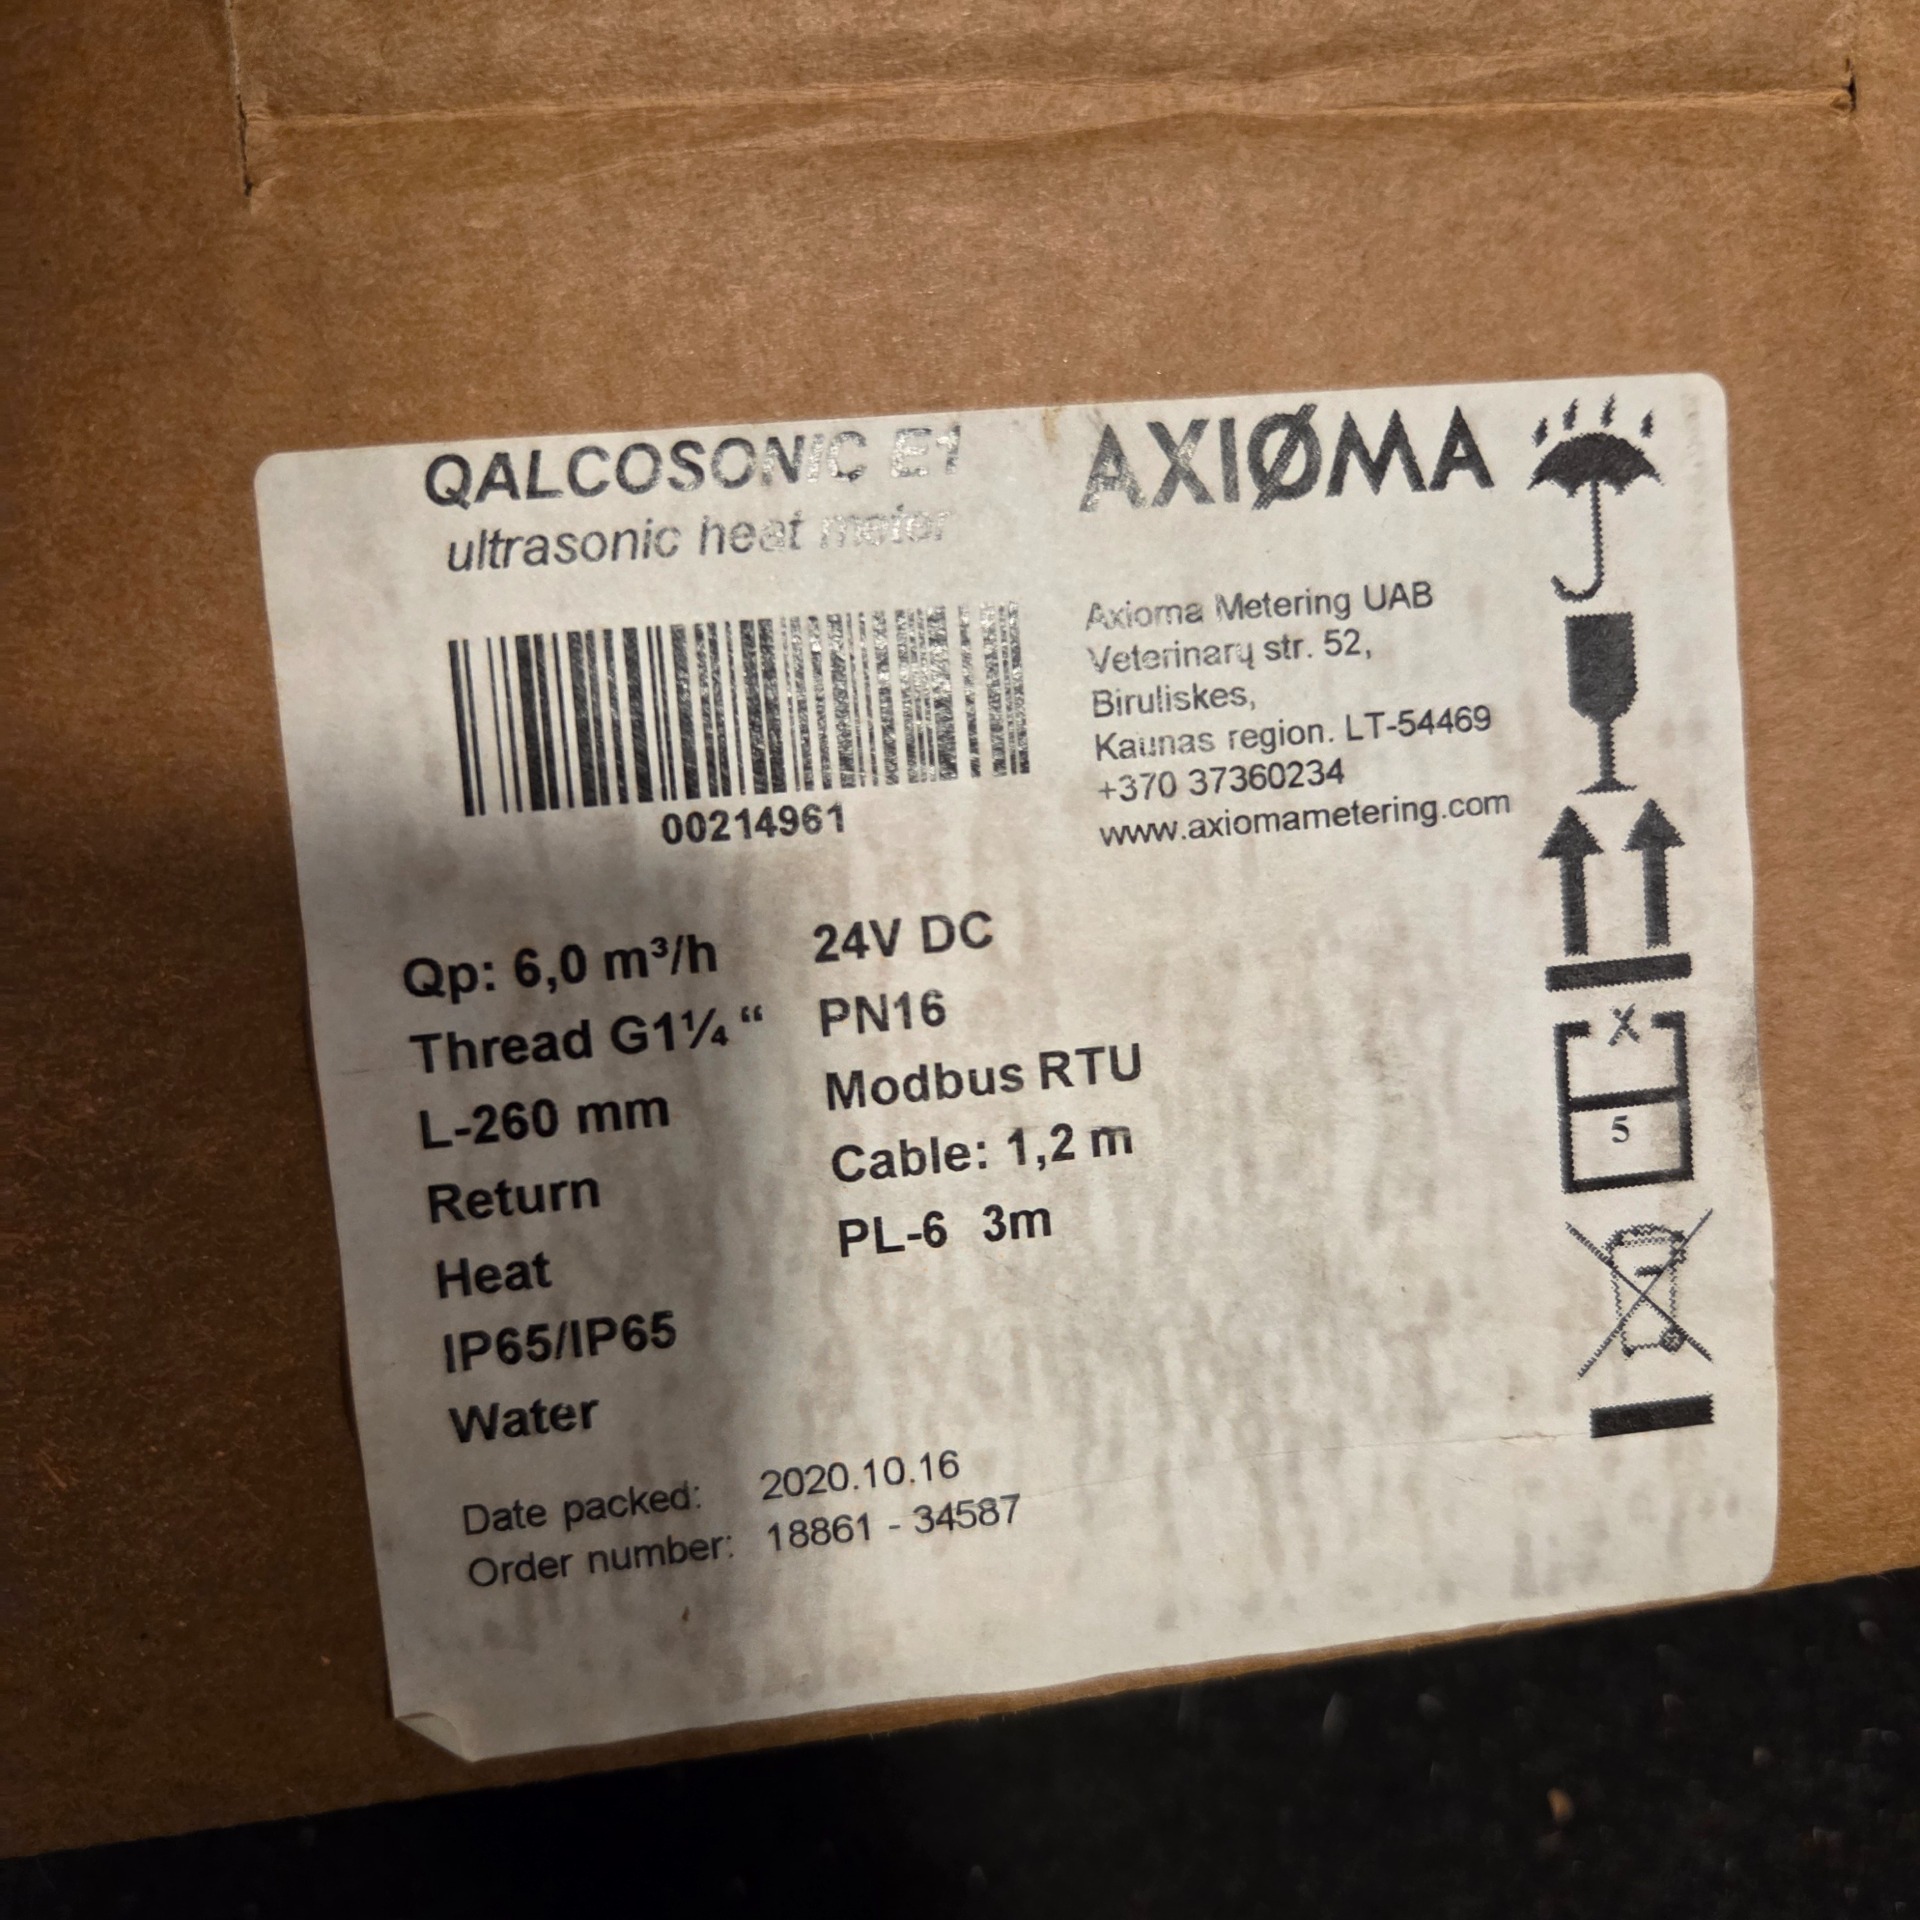 QALCOSONIC E1
ultrasonic heat meter
00214961
AXIØMA
Axioma Metering UAB
Veterinarų str. 52,
Biruliskes,
Kaunas region. LT-54469
+370 37360234
www.axiomametering.com
Qp: 6,0 m³/h
Thread G1¼ “
L-260 mm
Return
Heat
IP65/IP65
Water
24V DC
PN16
Modbus RTU
Cable: 1,2 m
PL-6 3m
Date packed: 2020.10.16
Order number: 18861 - 34587
X
5